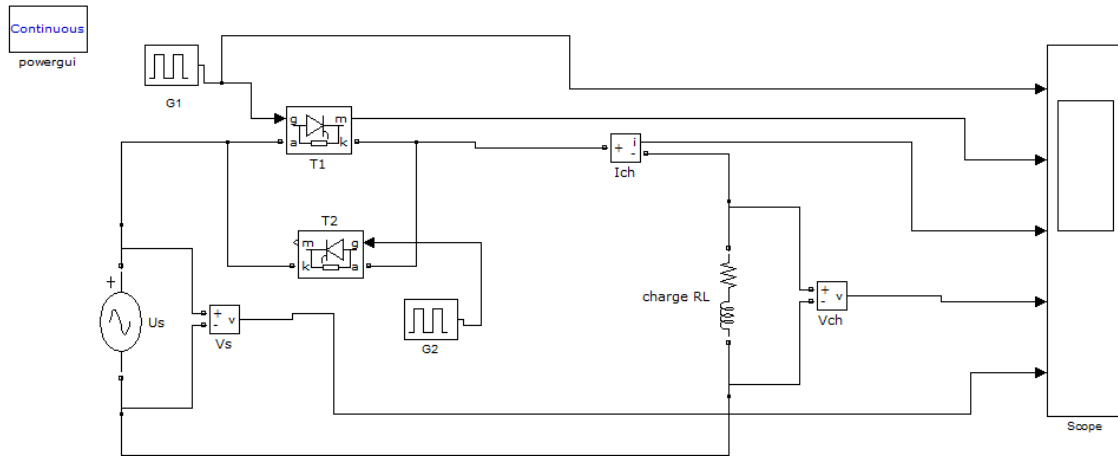 Continuous
powergui
G1
g m
a k
T1
+ i
-
Ich
T2
m g
k a
+
Us
+ v
-
Vs
G2
charge RL
+ v
-
Vch
Scope